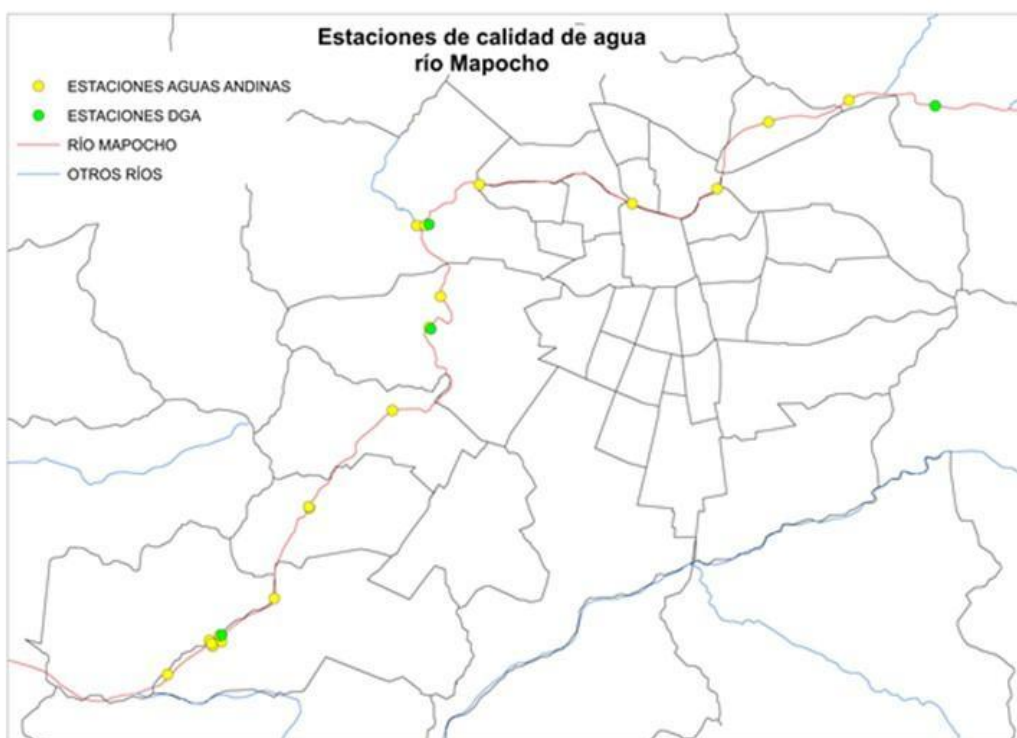 Estaciones de calidad de agua
río Mapocho
ESTACIONES AGUAS ANDINAS
ESTACIONES DGA
RÍO MAPOCHO
OTROS RÍOS